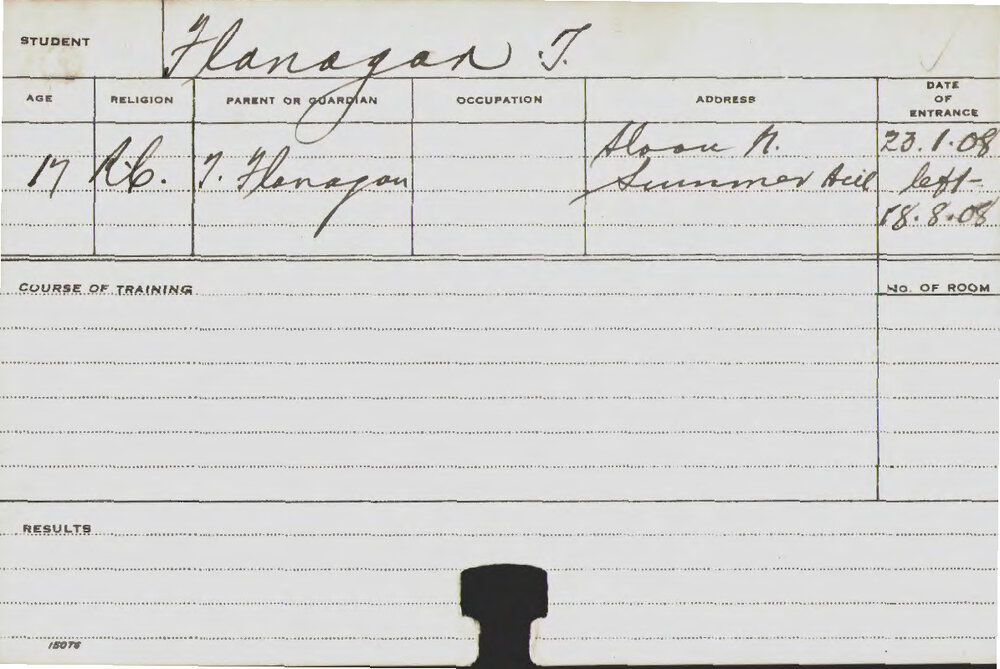 STUDENT Flanagan T.
AGE RELIGION PARENT OR GUARDIAN OCCUPATION ADDRESS DATE OF ENTRANCE
17 R.C. T. Flanagan Sloan N. 23.1.08
Summer Hill left-
18.8.08
COURSE OF TRAINING NO. OF ROOM
RESULTS
15076